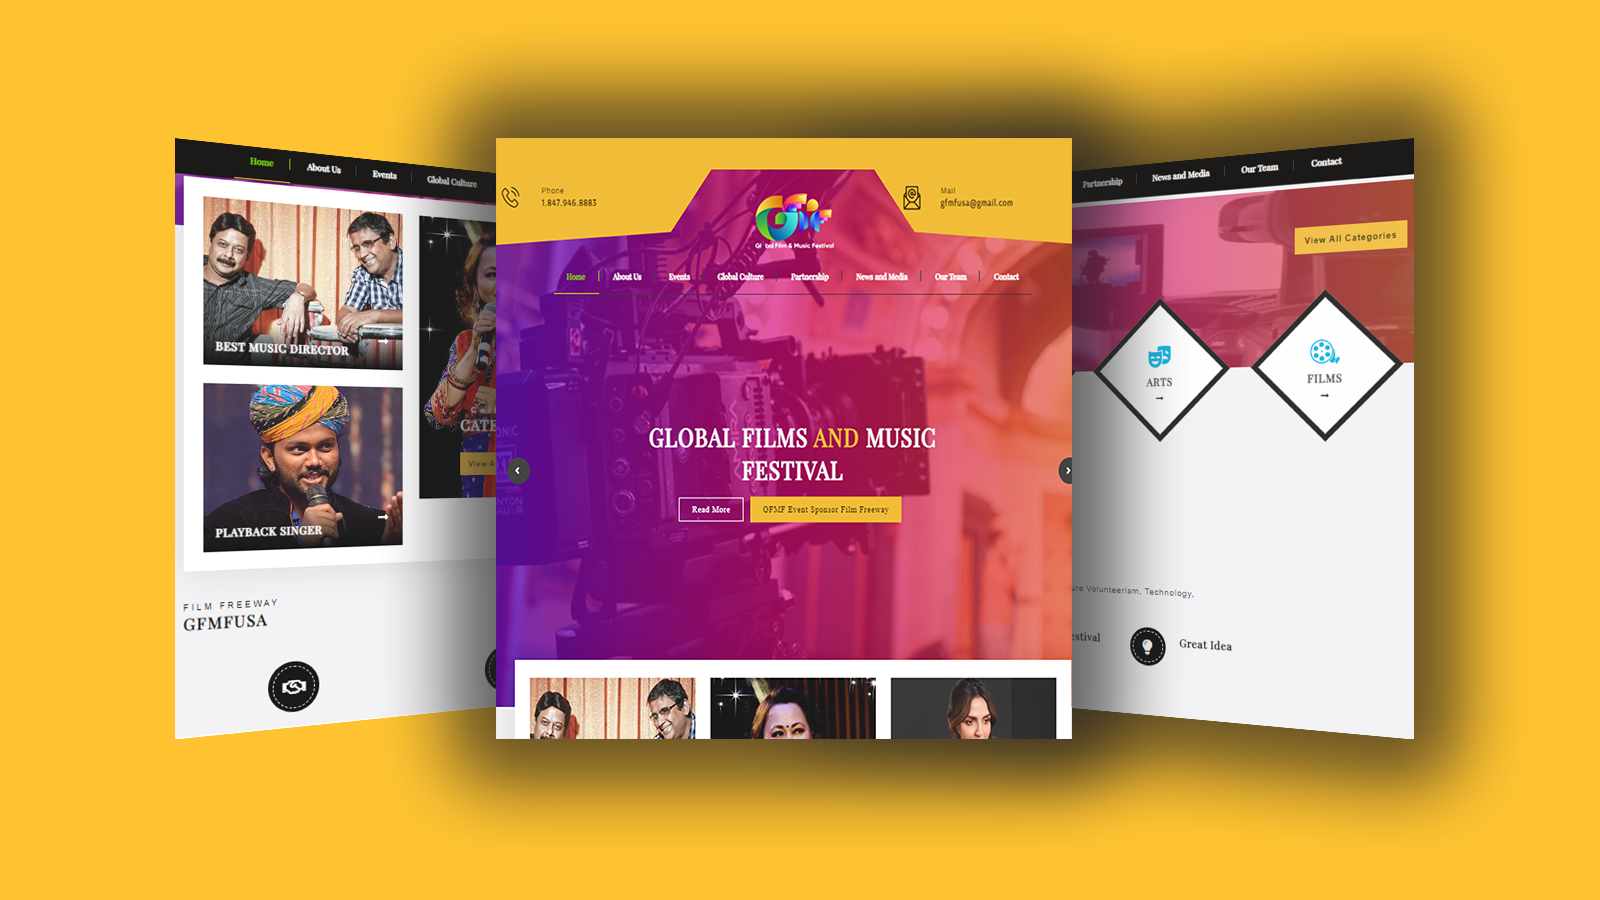 Home
About Us
Events
Global Culture
BEST MUSIC DIRECTOR
PLAYBACK SINGER
CATE
View A
FILM FREEWAY
GFMFUSA
Phone
1.847.946.8883
Mail
gfmfusa@gmail.com
GFMF
Gl bal Film & Music Festival
Home
About Us
Events
Global Culture
Partnership
News and Media
Our Team
Contact
GLOBAL FILMS AND MUSIC
FESTIVAL
Read More
GFMF Event Sponsor Film Freeway
Partnership
News and Media
Our Team
Contact
View All Categories
ARTS
FILMS
ure Volunteerism, Technology,
estival
Great Idea